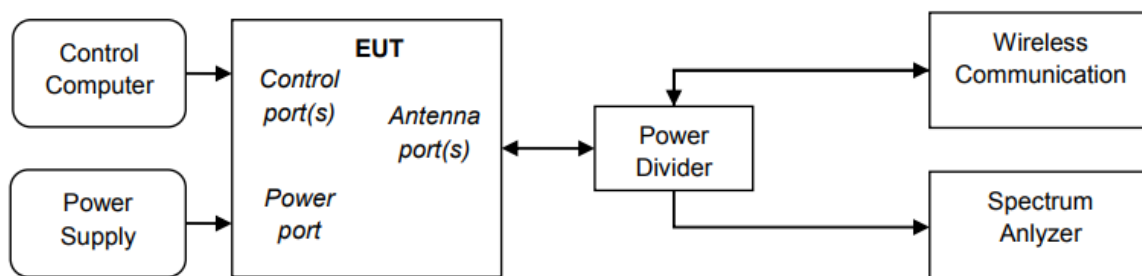 Control
Computer
EUT
Control
port(s)
Antenna
port(s)
Power
port
Power
Supply
Power
Divider
Wireless
Communication
Spectrum
Anlyzer